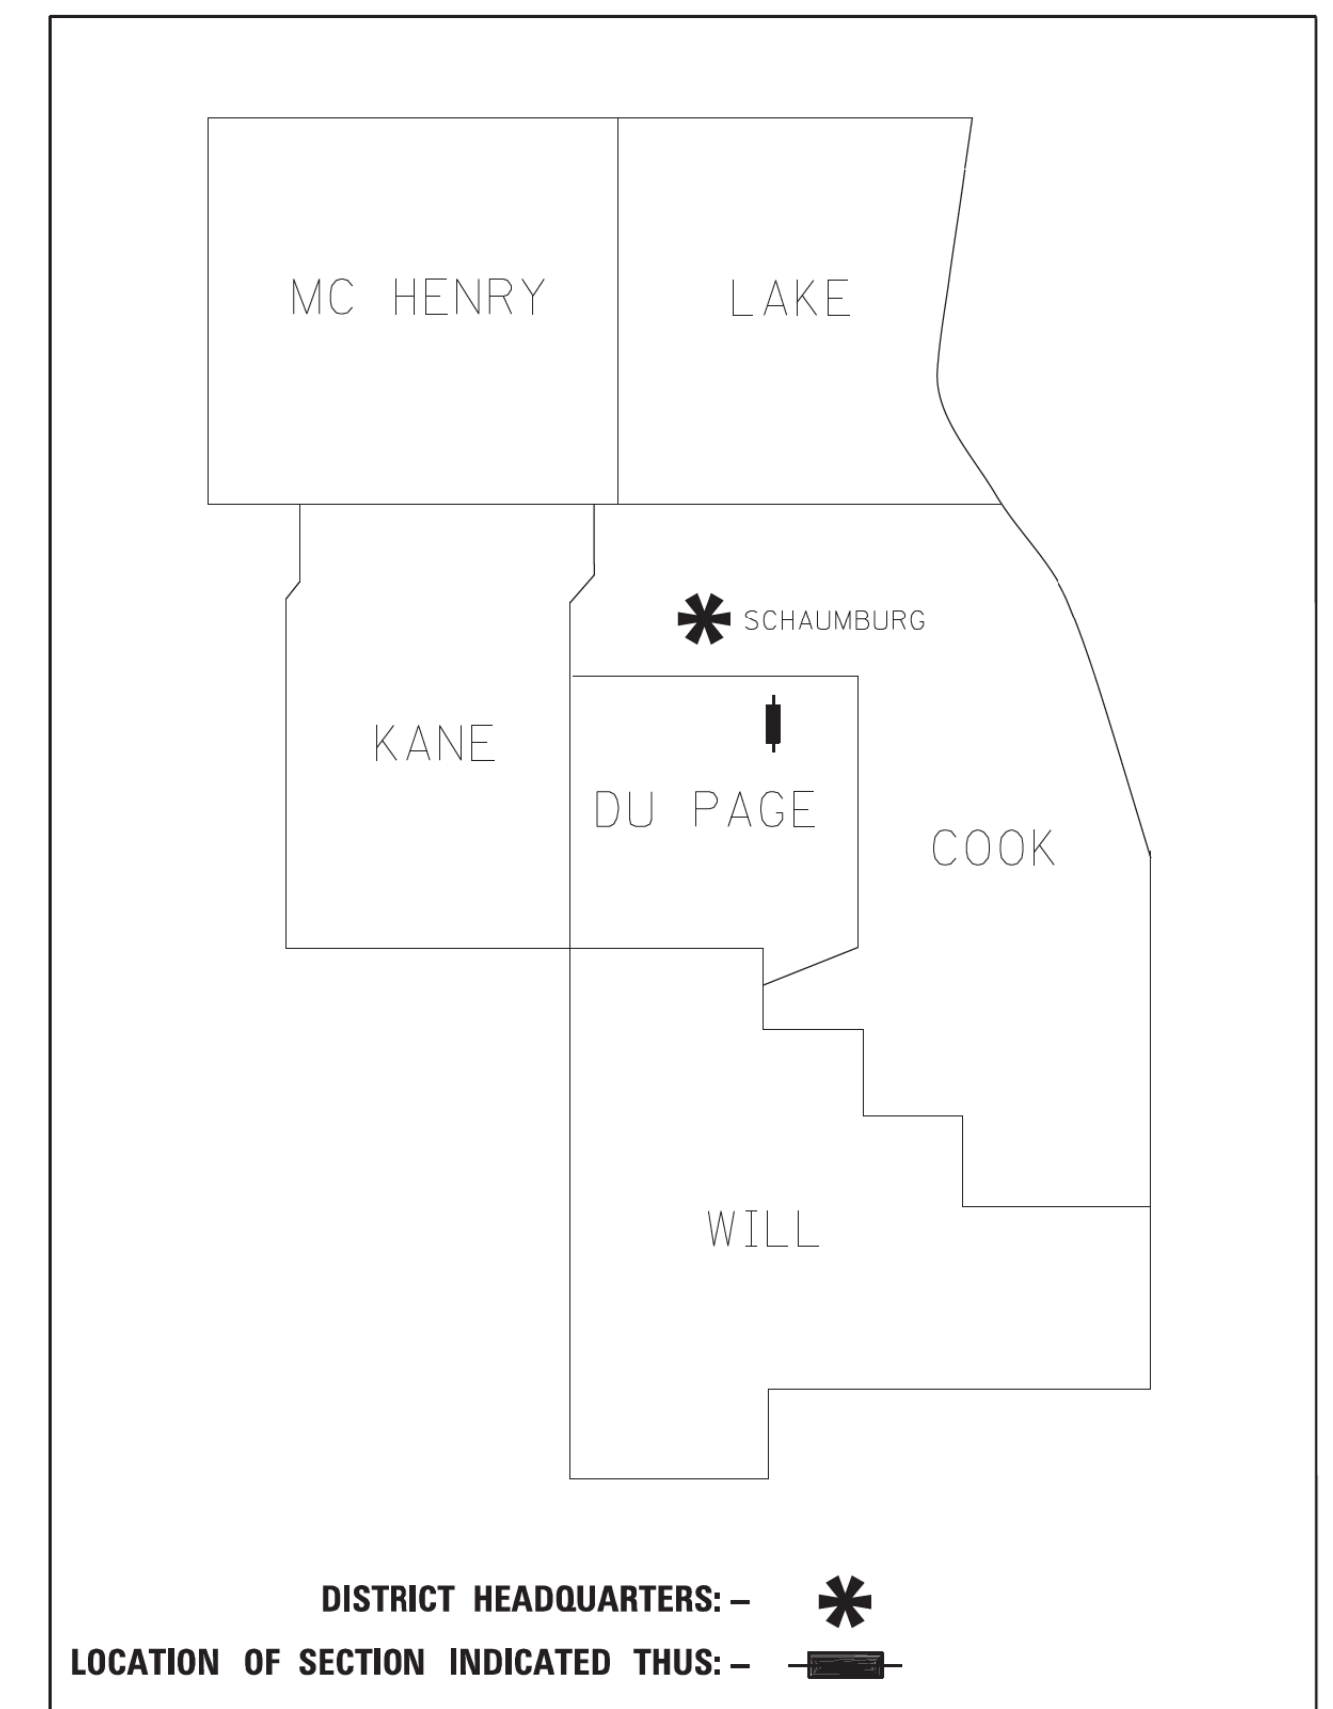 MC HENRY
LAKE
SCHAUMBURG
KANE
DU PAGE
COOK
WILL
DISTRICT HEADQUARTERS: –
LOCATION OF SECTION INDICATED THUS: –